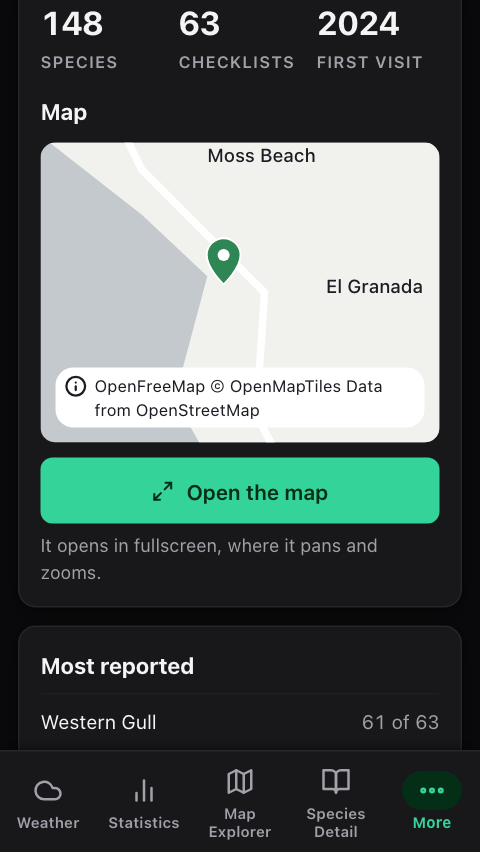 148 63 2024
SPECIES CHECKLISTS FIRST VISIT
Map
Moss Beach
El Granada
OpenFreeMap © OpenMapTiles Data
from OpenStreetMap
Open the map
It opens in fullscreen, where it pans and
zooms.
Most reported
Western Gull 61 of 63
Weather
Statistics
Map
Explorer
Species
Detail
More